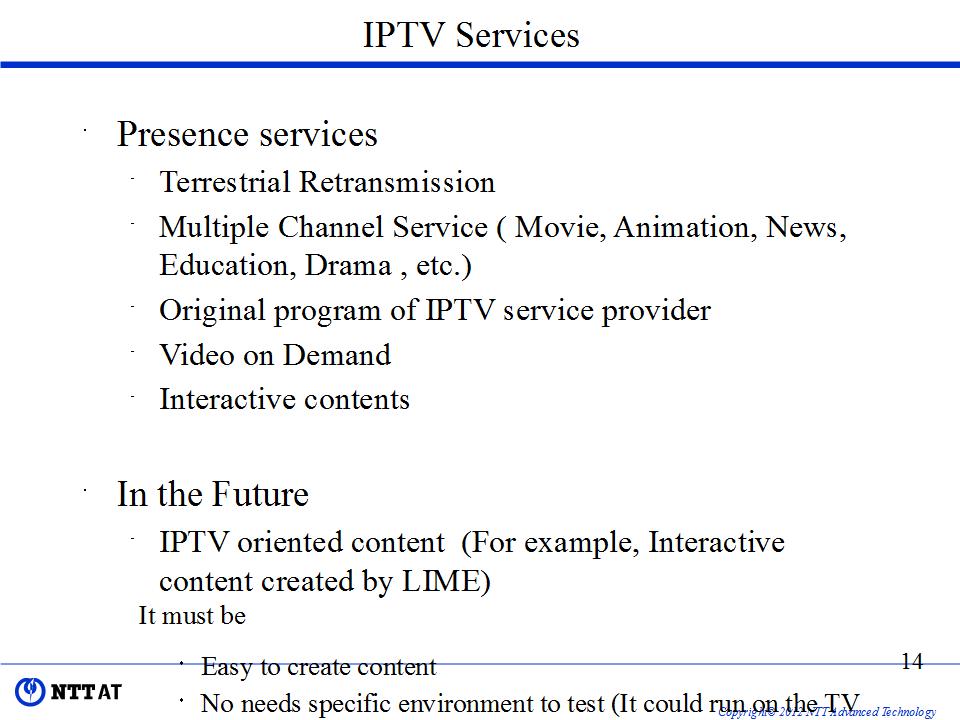 IPTV Services
Presence services
Terrestrial Retransmission
Multiple Channel Service ( Movie, Animation, News,
Education, Drama , etc.)
Original program of IPTV service provider
Video on Demand
Interactive contents
In the Future
IPTV oriented content  (For example, Interactive
content created by LIME)
It must be
Easy to create content
14
NTT AT
No needs specific environment to test (It could run on the TV
Copyright© 2012 NTT Advanced Technology